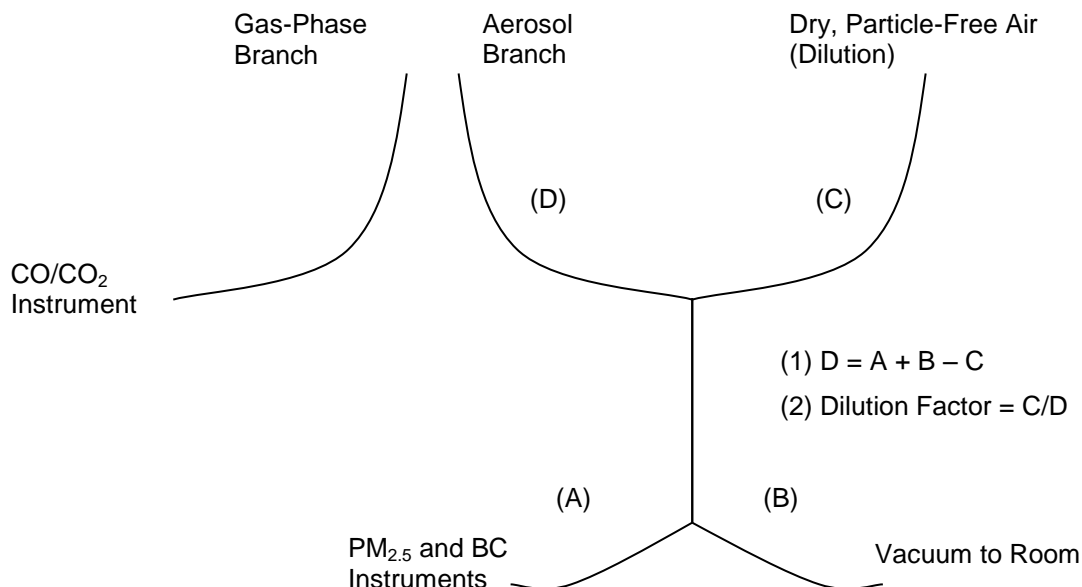 Gas-Phase
Branch
Aerosol
Branch
Dry, Particle-Free Air
(Dilution)
(D)
(C)
CO/CO₂
Instrument
(1) D = A + B – C
(2) Dilution Factor = C/D
(A)
(B)
PM₂.₅ and BC
Instruments
Vacuum to Room